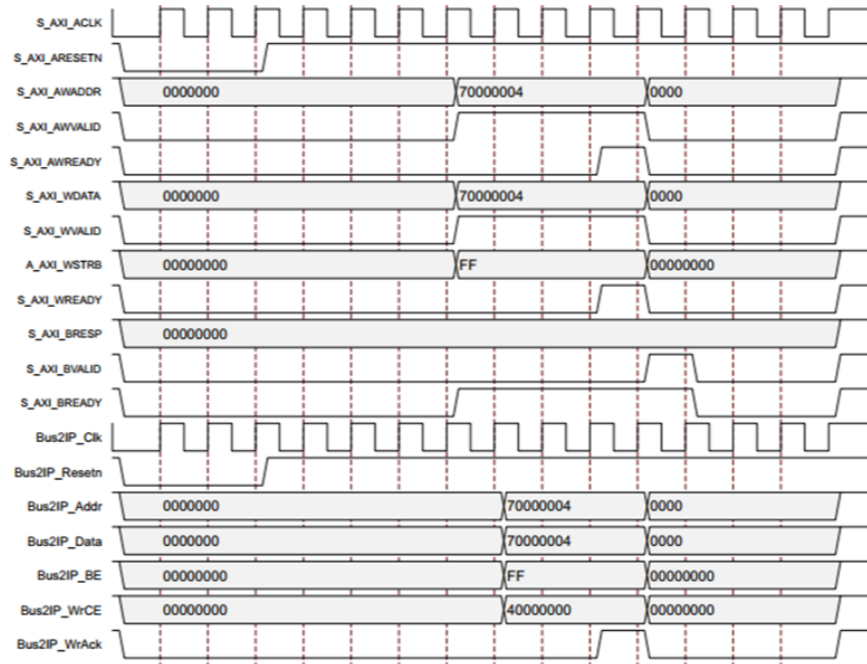 S_AXI_ACLK
S_AXI_ARESETN
S_AXI_AWADDR 0000000 70000004 0000
S_AXI_AWVALID
S_AXI_AWREADY
S_AXI_WDATA 0000000 70000004 0000
S_AXI_WVALID
A_AXI_WSTRB 00000000 FF 00000000
S_AXI_WREADY
S_AXI_BRESP 00000000
S_AXI_BVALID
S_AXI_BREADY
Bus2IP_Clk
Bus2IP_Resetn
Bus2IP_Addr 0000000 70000004 0000
Bus2IP_Data 0000000 70000004 0000
Bus2IP_BE 00000000 FF 00000000
Bus2IP_WrCE 00000000 40000000 00000000
Bus2IP_WrAck